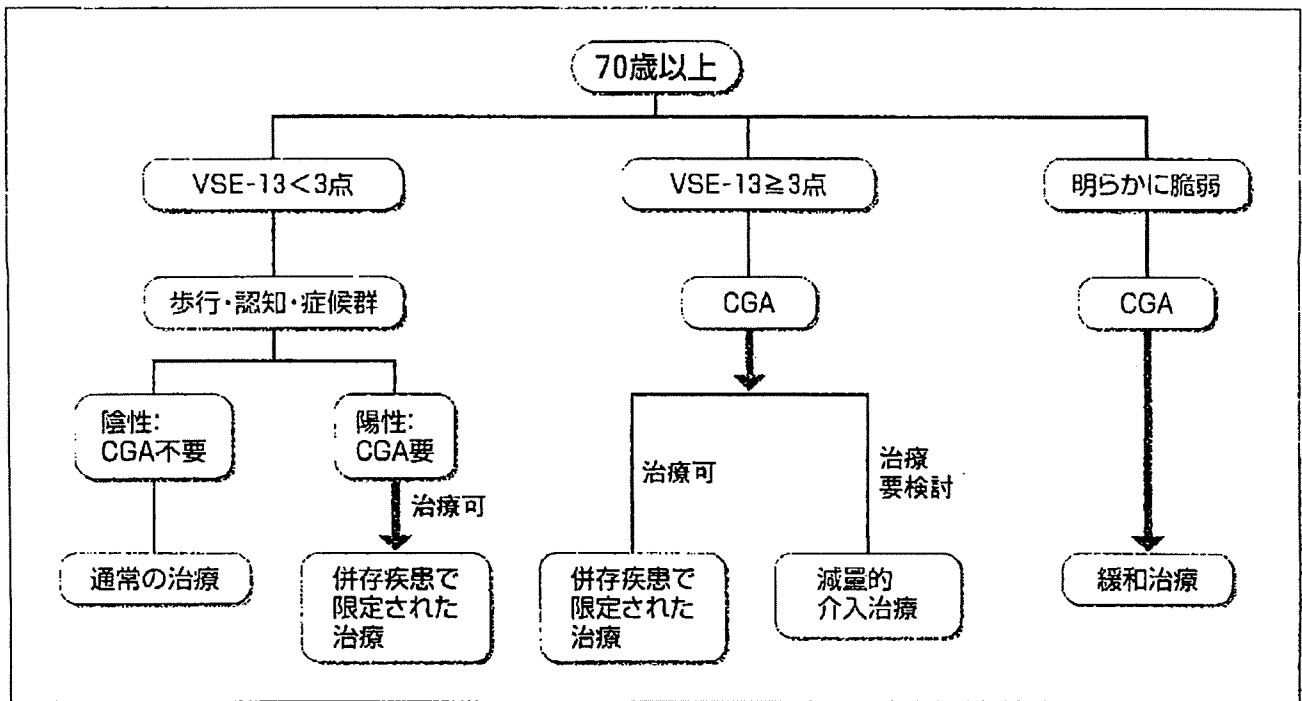 70歳以上
VSE-13<3点
VSE-13≧3点
明らかに脆弱
歩行・認知・症候群
CGA
CGA
陰性:
CGA不要
陽性:
CGA要
治療可
治療可
治療
要検討
通常の治療
併存疾患で
限定された
治療
併存疾患で
限定された
治療
減量的
介入治療
緩和治療